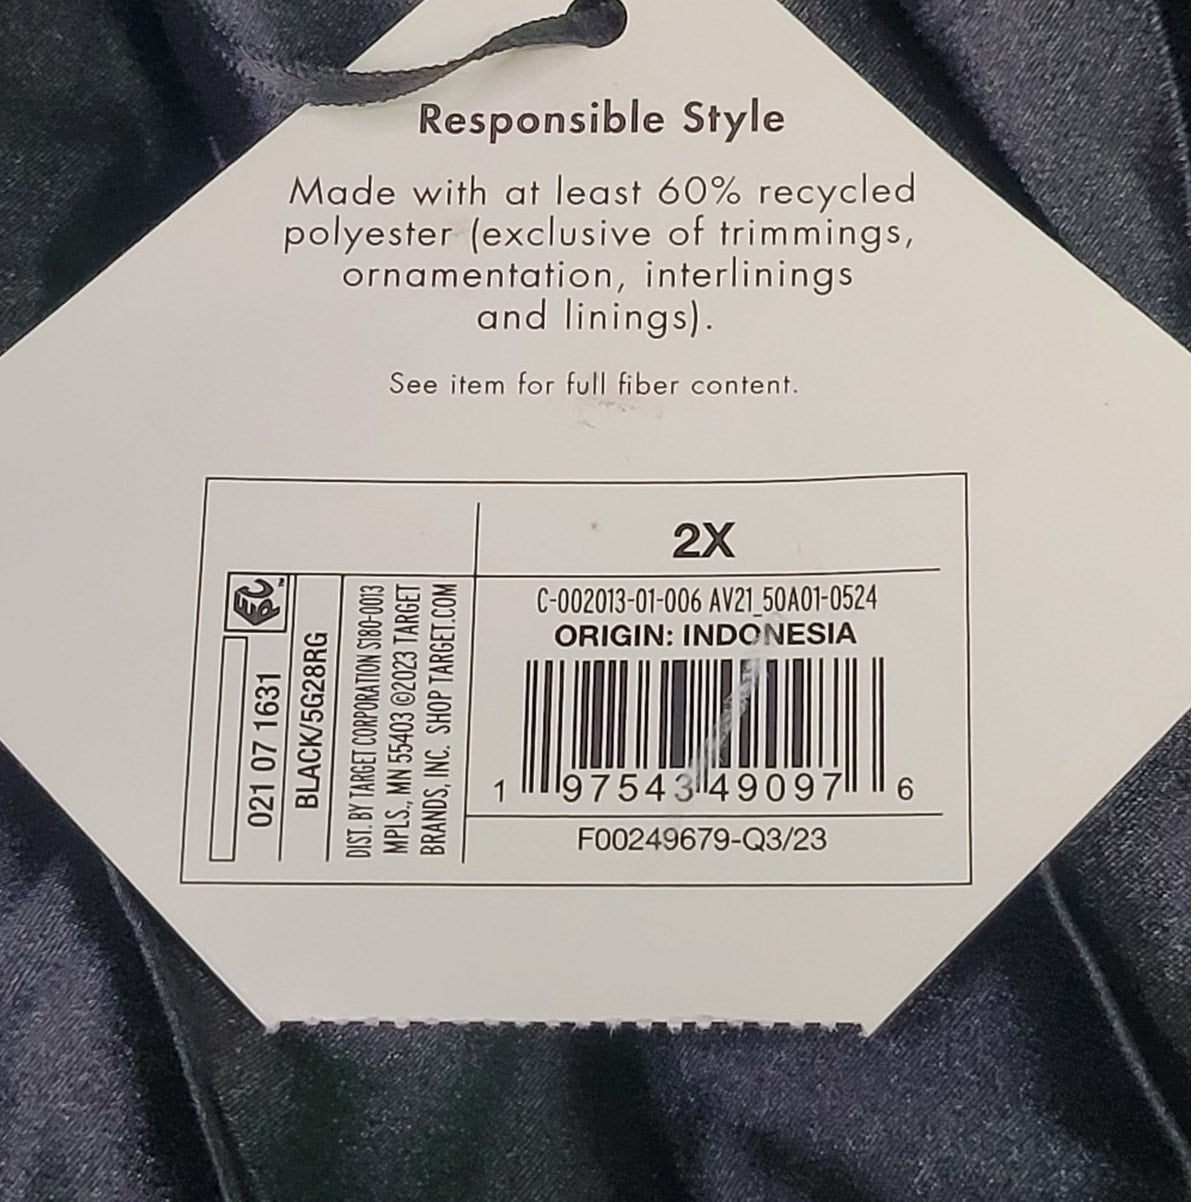 Responsible Style
Made with at least 60% recycled
polyester (exclusive of trimmings,
ornamentation, interlinings
and linings).
See item for full fiber content.
2X
C-002013-01-006 AV21_50A01-0524
ORIGIN: INDONESIA
1 97543 49097 6
F00249679-Q3/23
EPC™
021 07 1631
BLACK/5G28RG
DIST. BY TARGET CORPORATION S180-0013
MPLS., MN 55403 ©2023 TARGET
BRANDS, INC. SHOP TARGET.COM